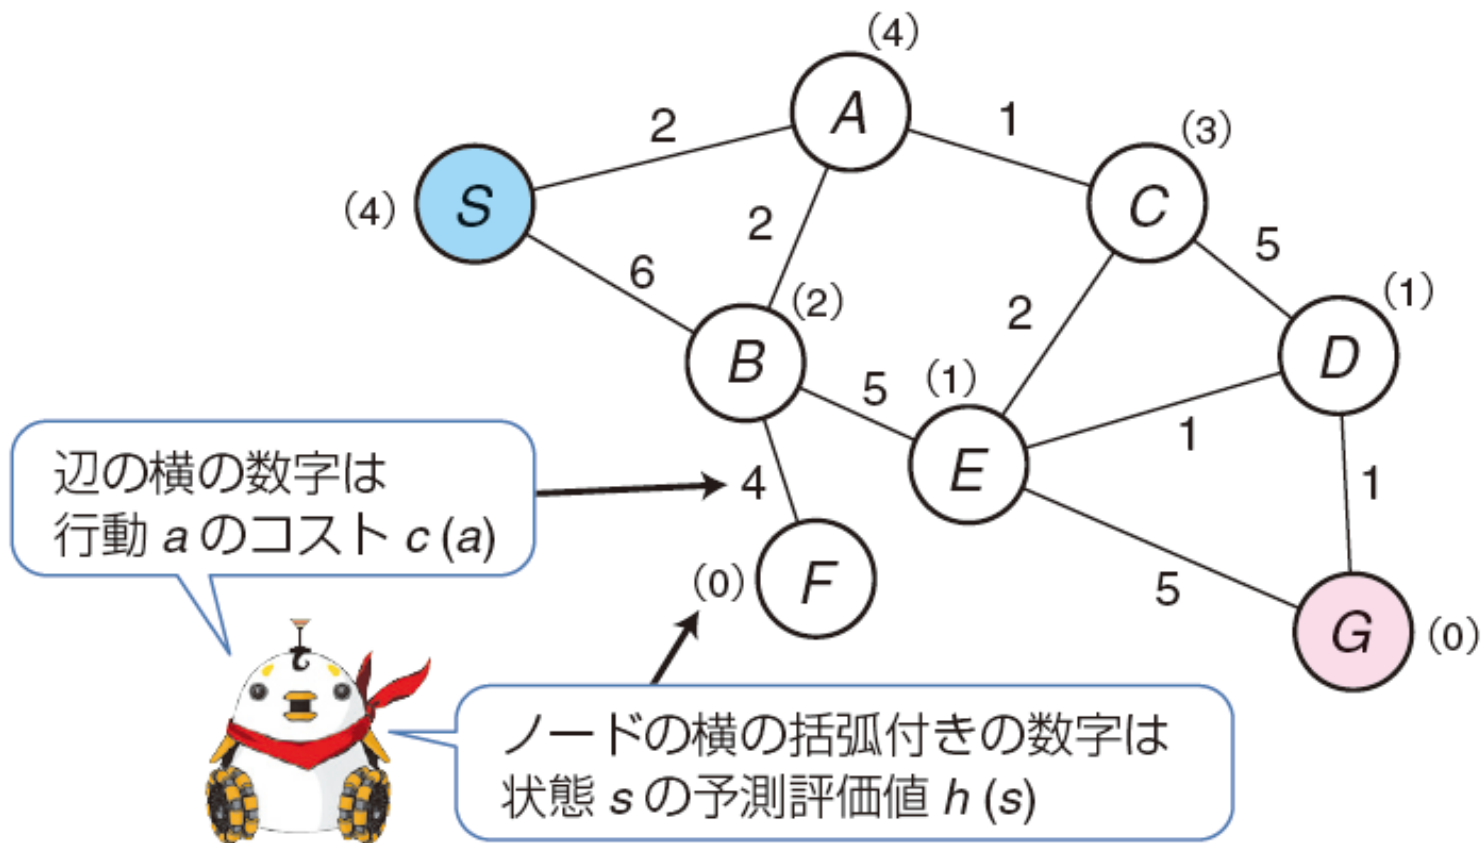 (4)
A
2
1
(3)
(4)
S
C
2
5
6
(2)
2
(1)
B
D
5
(1)
1
E
辺の横の数字は
行動 a のコスト c (a)
4
1
(0)
F
5
G
(0)
ノードの横の括弧付きの数字は
状態 s の予測評価値 h (s)